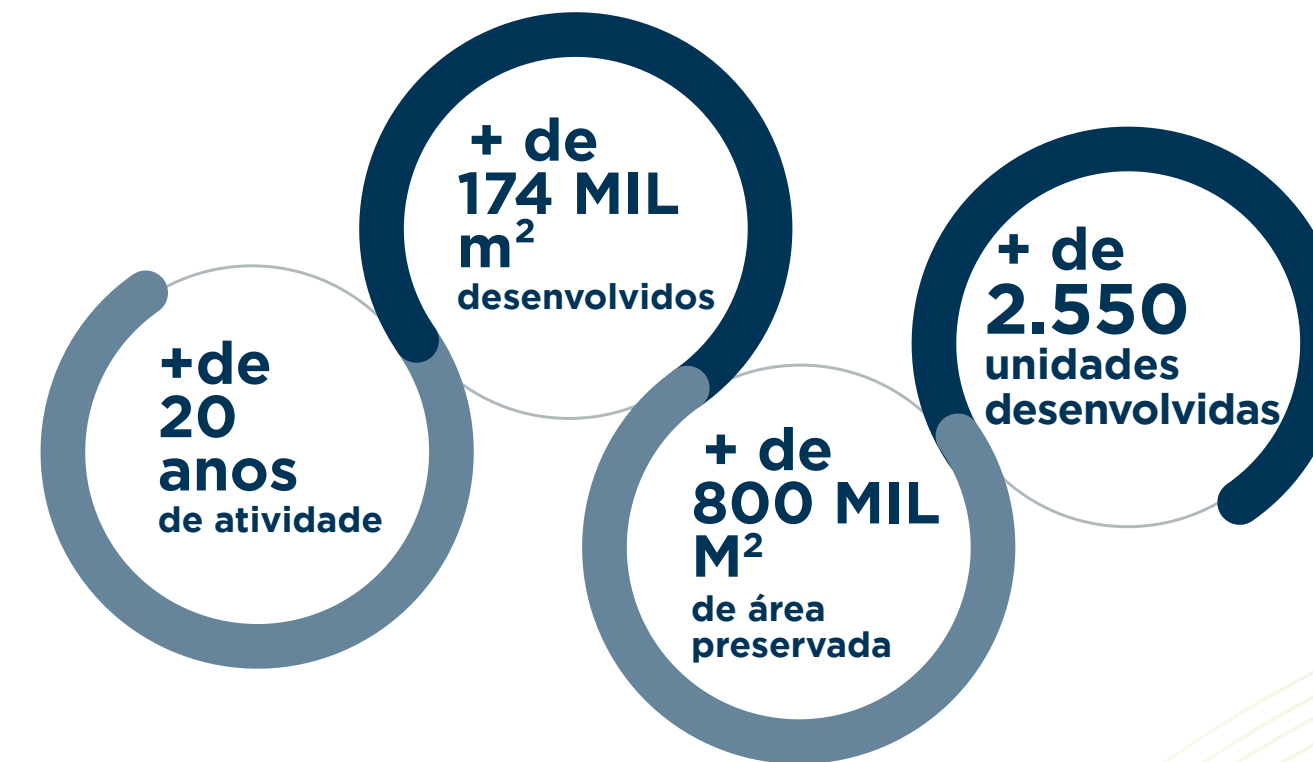 +de
20
anos
de atividade
+ de
174 MIL
m²
desenvolvidos
+ de
800 MIL
M²
de área
preservada
+ de
2.550
unidades
desenvolvidas